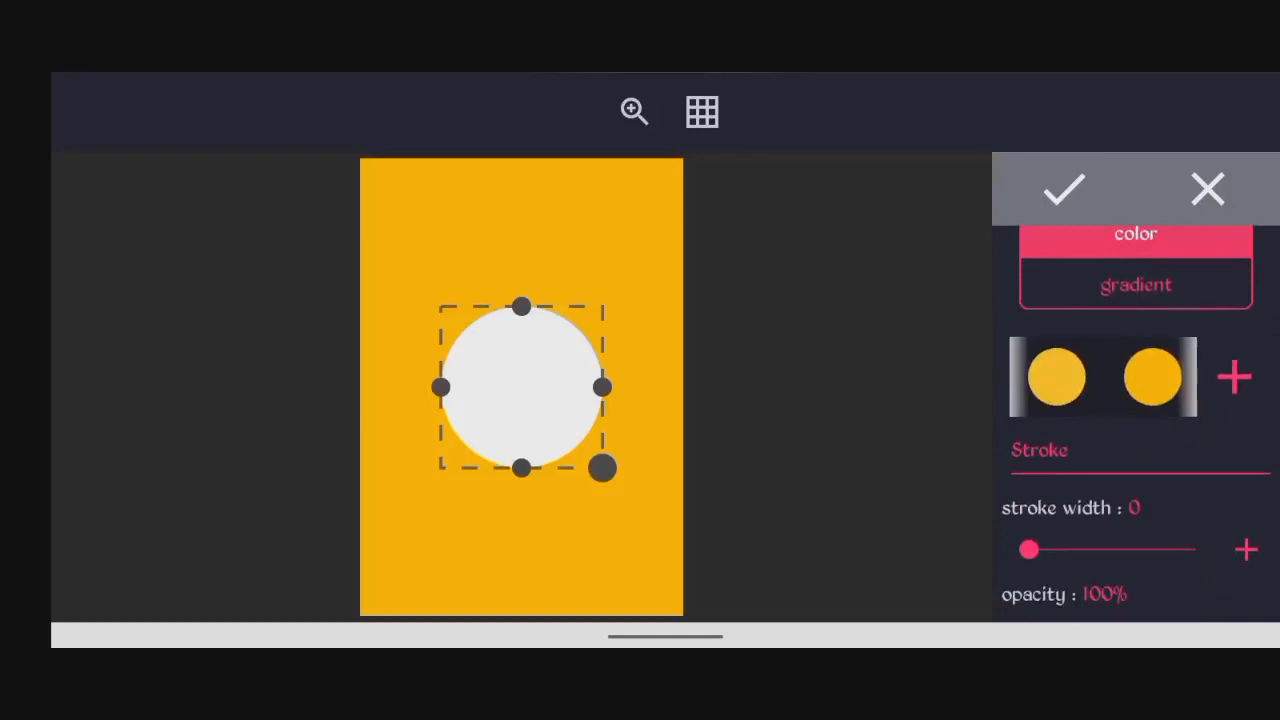 color
gradient
Stroke
stroke width : 0
opacity : 100%